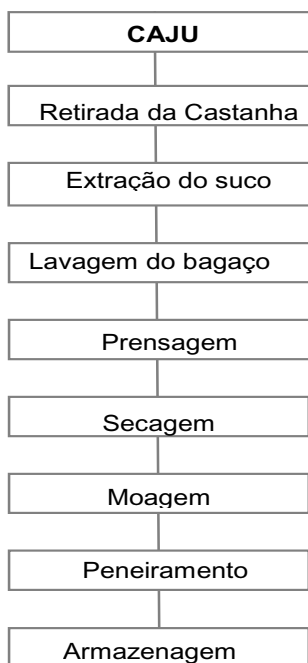 CAJU
Retirada da Castanha
Extração do suco
Lavagem do bagaço
Prensagem
Secagem
Moagem
Peneiramento
Armazenagem